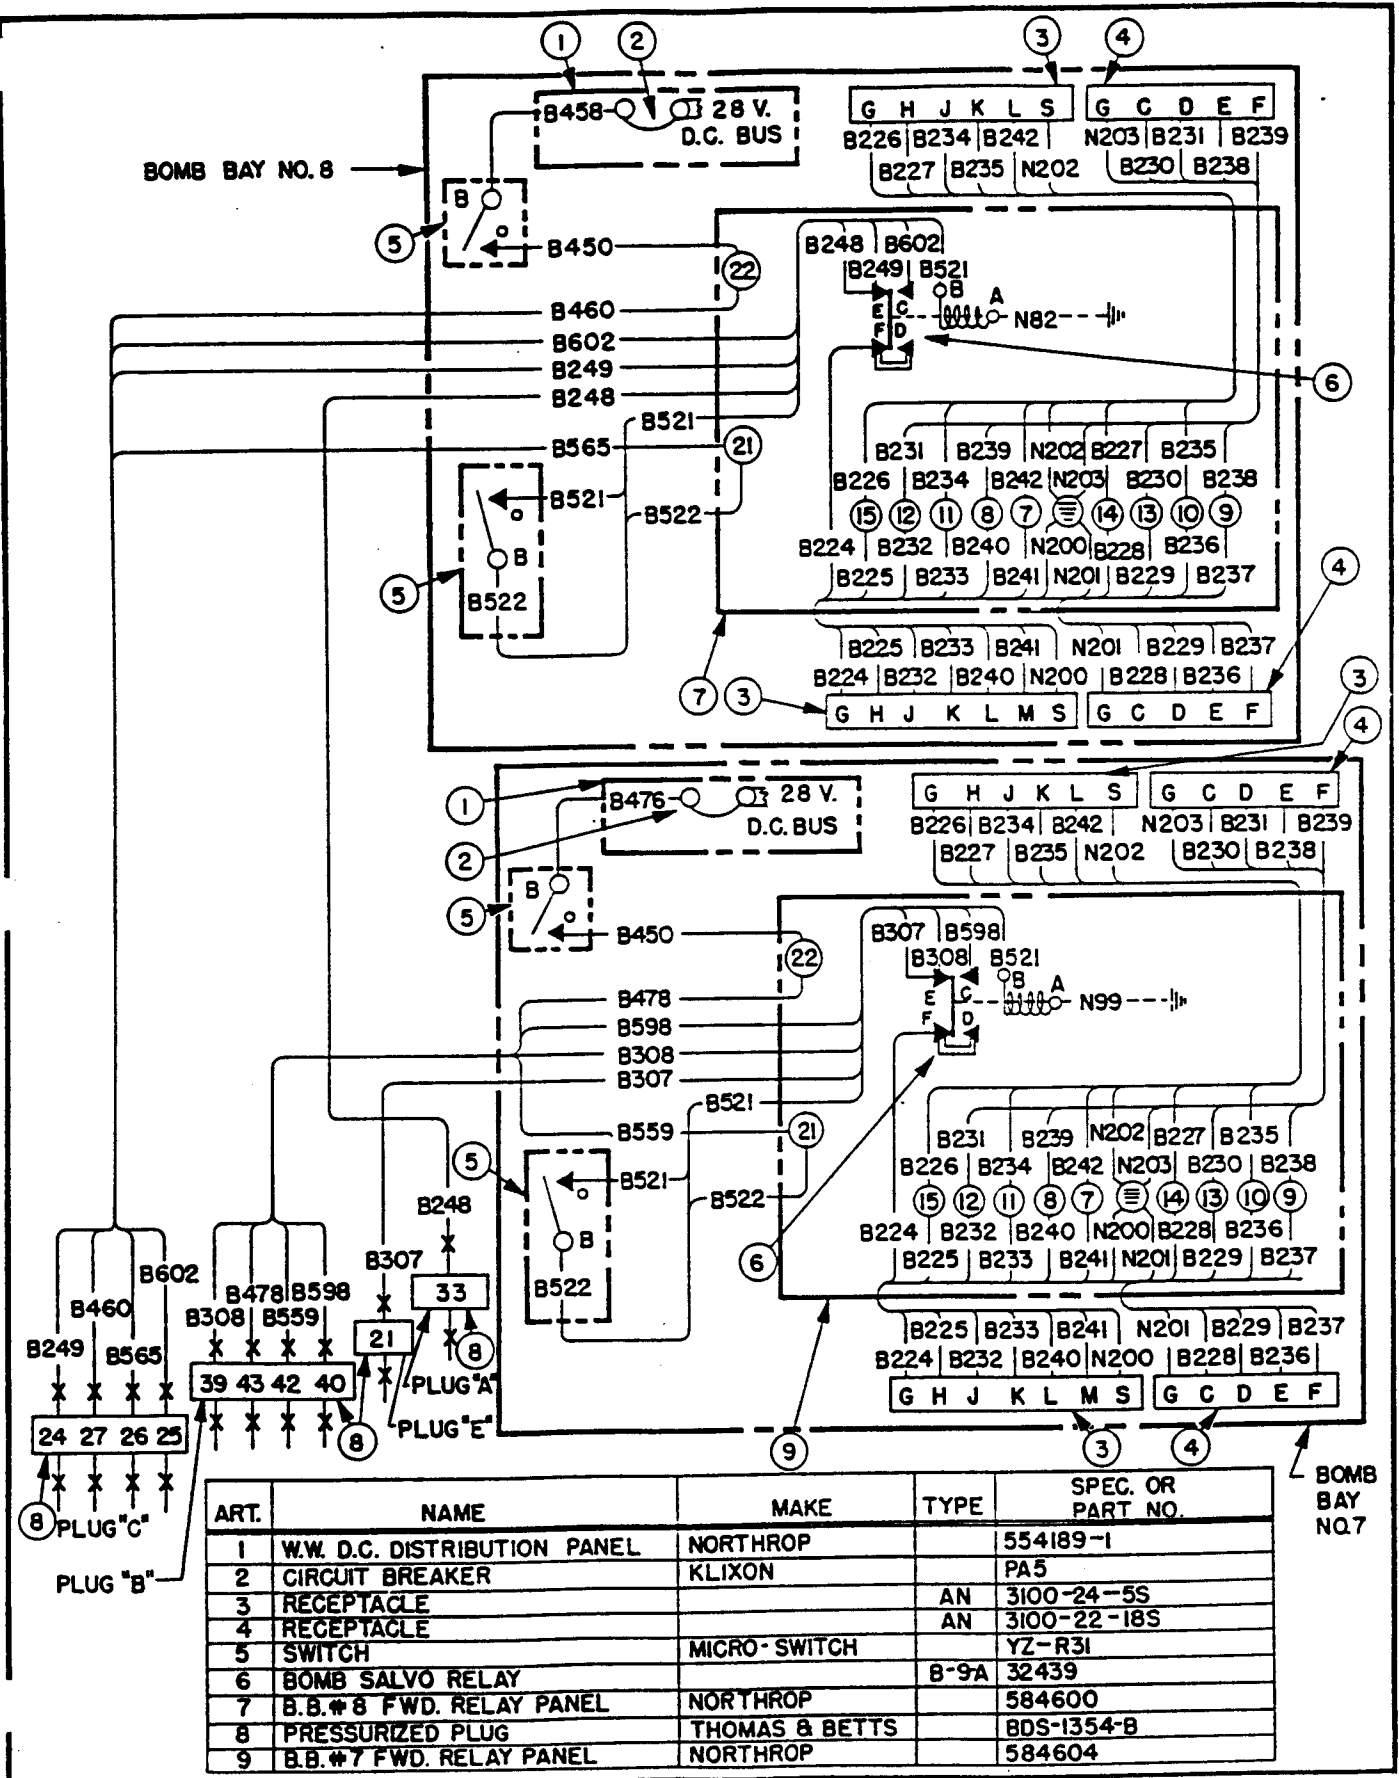 1 2 3 4
B458 28 V.
D.C. BUS
G H J K L S G C D E F
B226 B234 B242 N203 B231 B239
B227 B235 N202 B230 B238
BOMB BAY NO. 8
B
5 O
B450
22
B248 B602
B249 B521
B A
E C
F D
N82
B460
B602
B249
B248
6
B521
B565 21
B231 B239 N202 B227 B235
B226 B234 B242 N203 B230 B238
B521
O
B522
15 12 11 8 7 14 13 10 9
B224 B232 B240 N200 B228 B236
B225 B233 B241 N201 B229 B237
B
5
B522
4
B225 B233 B241 N201 B229 B237
B224 B232 B240 N200 B228 B236
7 3
G H J K L M S G C D E F
3
4
1
B476 28 V.
D.C. BUS
G H J K L S G C D E F
B226 B234 B242 N203 B231 B239
B227 B235 N202 B230 B238
2
B
5 O
B450
22
B307 B598
B308 B521
B A
E C
F D
N99
B478
B598
B308
B307
B521
B559 21
B231 B239 N202 B227 B235
B226 B234 B242 N203 B230 B238
5
B521
O
B522
15 12 11 8 7 14 13 10 9
B224 B232 B240 N200 B228 B236
B225 B233 B241 N201 B229 B237
B
B522
6
B248
B307
B602
33
B478 B598
B460
B308 B559
21
8
B249 B565
B225 B233 B241 N201 B229 B237
B224 B232 B240 N200 B228 B236
39 43 42 40
PLUG "A"
G H J K L M S G C D E F
PLUG "E"
24 27 26 25
8
9 3 4
BOMB
BAY
NO.7
8 PLUG "C"
PLUG "B"
ART. NAME MAKE TYPE SPEC. OR PART NO.
1 W.W. D.C. DISTRIBUTION PANEL NORTHROP 554189-1
2 CIRCUIT BREAKER KLIXON PA5
3 RECEPTACLE AN 3100-24-5S
4 RECEPTACLE AN 3100-22-18S
5 SWITCH MICRO-SWITCH YZ-R31
6 BOMB SALVO RELAY B-9A 32439
7 B.B.#8 FWD. RELAY PANEL NORTHROP 584600
8 PRESSURIZED PLUG THOMAS & BETTS BDS-1354-B
9 B.B.#7 FWD. RELAY PANEL NORTHROP 584604